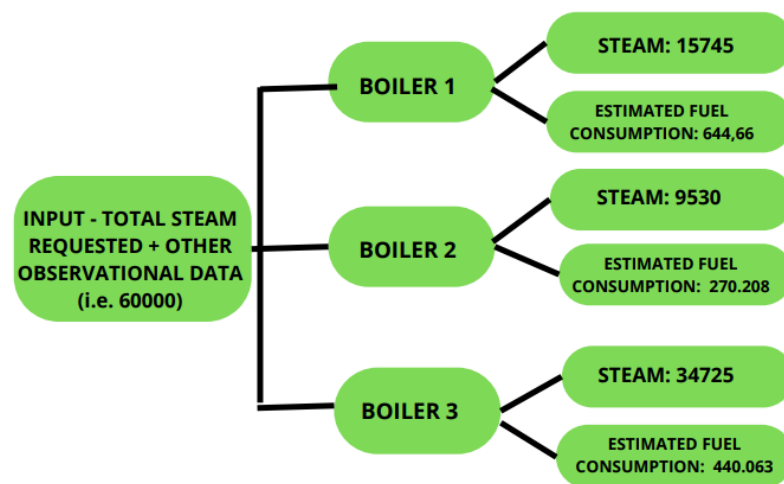 INPUT - TOTAL STEAM
REQUESTED + OTHER
OBSERVATIONAL DATA
(i.e. 60000)
BOILER 1
STEAM: 15745
ESTIMATED FUEL
CONSUMPTION: 644,66
BOILER 2
STEAM: 9530
ESTIMATED FUEL
CONSUMPTION: 270.208
BOILER 3
STEAM: 34725
ESTIMATED FUEL
CONSUMPTION: 440.063